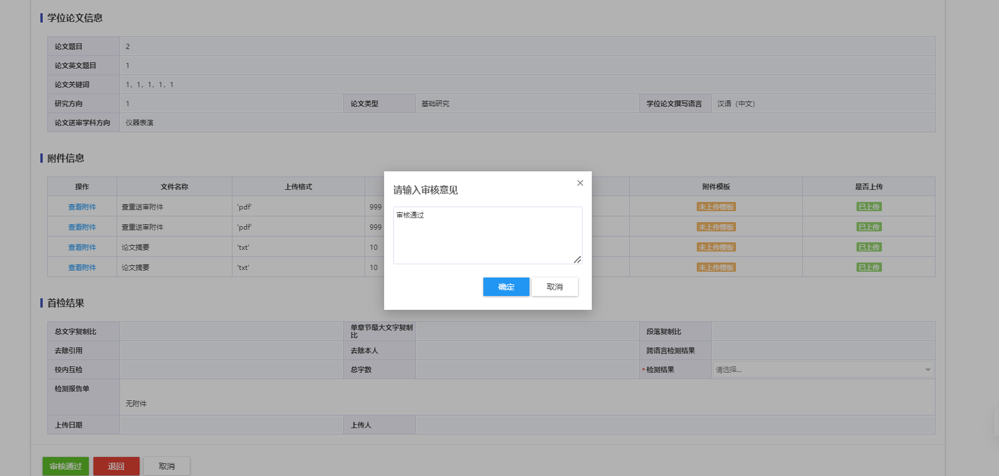 学位论文信息
论文题目 2
论文英文题目 1
论文关键词 1，1，1，1，1
研究方向 1 论文类型 基础研究 学位论文撰写语言 汉语（中文）
论文送审学科方向 仪器表演
附件信息
操作 文件名称 上传格式 附件模板 是否上传
查看附件 查重送审附件 'pdf' 999 未上传模板 已上传
查看附件 查重送审附件 'pdf' 999 未上传模板 已上传
查看附件 论文摘要 'txt' 10 未上传模板 已上传
查看附件 论文摘要 'txt' 10 未上传模板 已上传
请输入审核意见
审核通过
确定 取消
首检结果
总文字复制比 单章节最大文字复制比 段落复制比
去除引用 去除本人 跨语言检测结果
校内互检 总字数 *检测结果 请选择...
检测报告单
无附件
上传日期 上传人
审核通过 退回 取消